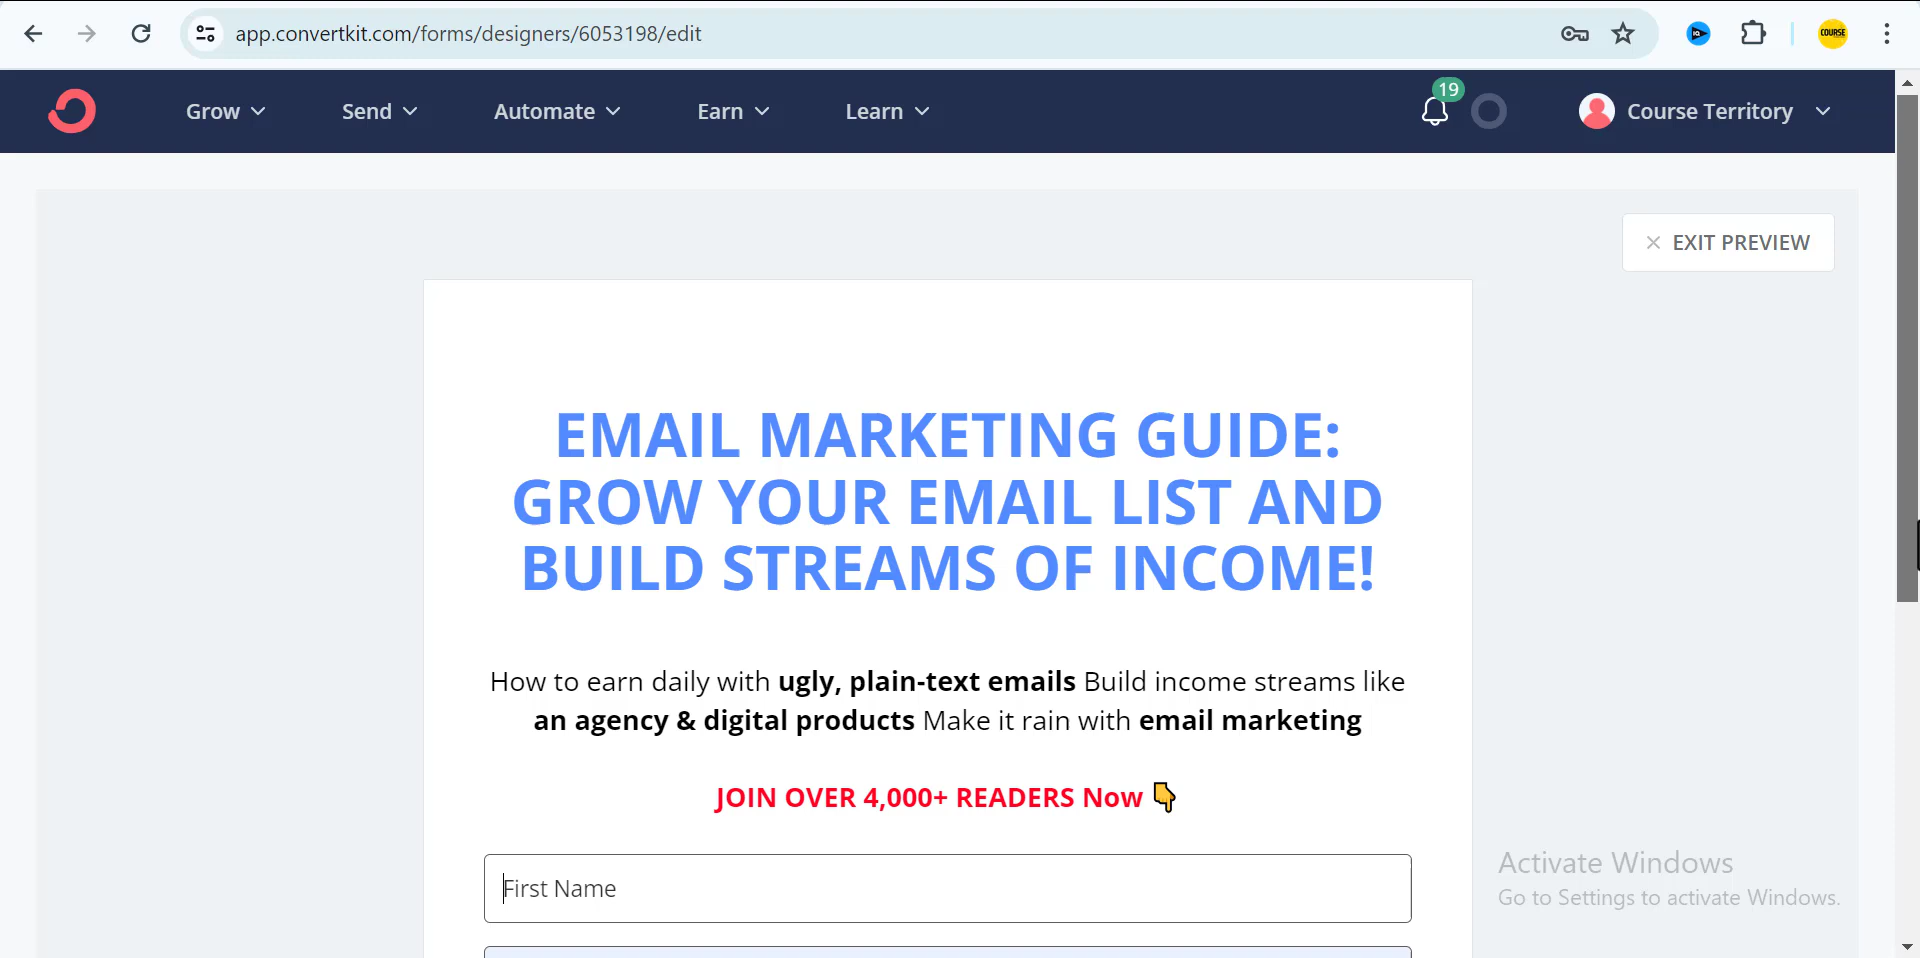 app.convertkit.com/forms/designers/6053198/edit
COURSE
Grow
Send
Automate
Earn
Learn
19
Course Territory
× EXIT PREVIEW
EMAIL MARKETING GUIDE:
GROW YOUR EMAIL LIST AND
BUILD STREAMS OF INCOME!
How to earn daily with ugly, plain-text emails Build income streams like
an agency & digital products Make it rain with email marketing
JOIN OVER 4,000+ READERS Now 👇
First Name
Activate Windows
Go to Settings to activate Windows.